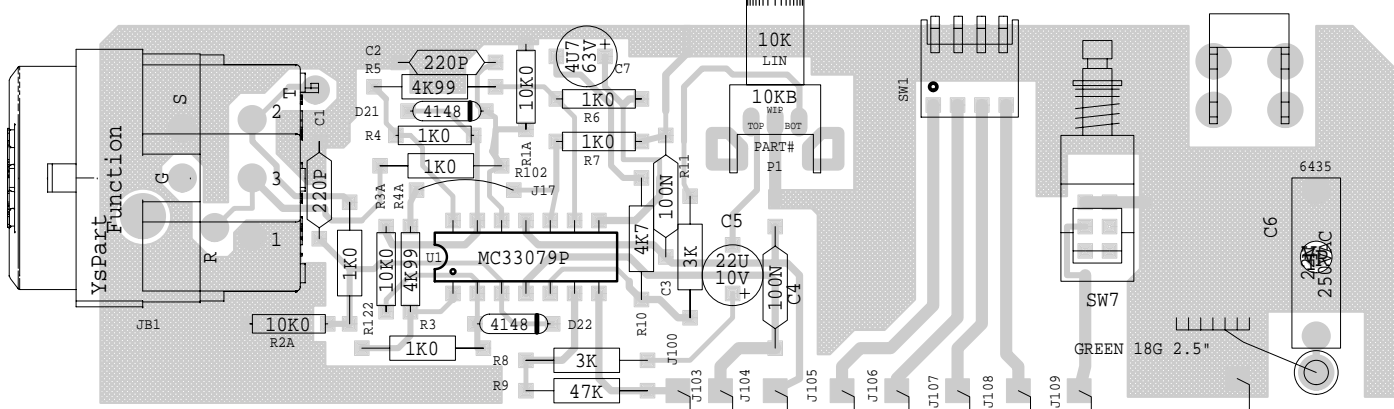 10K
LIN
10KB
WIP
TOP
BOT
PART#
P1
C2
220P
R5
4K99
D21
4148
R4
1K0
1K0
R102
10K0
R1A
4U7
63V
+
C7
1K0
R6
1K0
R7
SW1
6435
C6
250VAC
SW7
GREEN 18G 2.5"
YsPart
Function
S
G
R
T
2
3
1
JB1
C1
220P
R3A
R4A
J17
1K0
10K0
4K99
R122
R3
10K0
R2A
1K0
U1
MC33079P
4148
D22
R8
3K
R9
47K
4K7
R10
100N
R11
C3
3K
J100
C5
22U
10V
+
100N
C4
J103
J104
J105
J106
J107
J108
J109